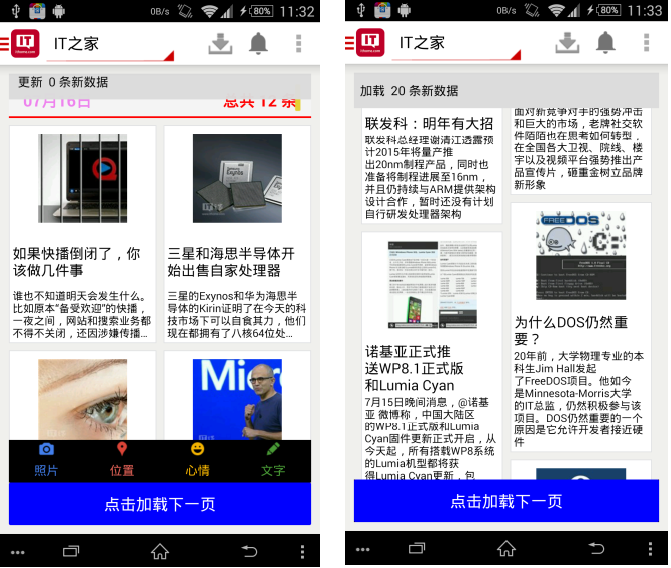 0B/s
80%
11:32
IT
ithome.com
IT之家
更新 0 条新数据
07月16日
总共 12 条
如果快播倒闭了，你
该做几件事
谁也不知道明天会发生什么。
比如原本“备受欢迎”的快播，
一夜之间，网站和搜索业务都
不得不关闭，还因涉嫌传播...
Exynos
三星和海思半导体开
始出售自家处理器
三星的Exynos和华为海思半
导体的Kirin证明了在今天的科
技市场下可以自食其力，他们
现在都拥有了八核64位处...
Micr
照片
位置
心情
文字
点击加载下一页
0B/s
80%
11:33
IT
ithome.com
IT之家
加载 20 条新数据
联发科：明年有大招
联发科总经理谢清江透露预
计2015年将量产推
出20nm制程产品，同时也
准备将制程进展至16nm，
并且仍持续与ARM提供架构
设计合作，暂时还没有计划
自行研发处理器架构
诺基亚正式推
送WP8.1正式版
和Lumia Cyan
7月15日晚间消息，@诺基
亚 微博称，中国大陆区
的WP8.1正式版和Lumia
Cyan固件更新正式开启，从
今天起，所有搭载WP8系统
的Lumia机型都将获
得Lumia Cyan更新，包
面对新竞争对手的强势冲击
和巨大的市场，老牌社交软
件陌陌也在思考如何转型，
在全国各大卫视、院线、楼
宇以及视频平台强势推出产
品宣传片，砸重金树立品牌
新形象
FREEDOS
为什么DOS仍然重
要？
20年前，大学物理专业的本
科生Jim Hall发起
了FreeDOS项目。他如今
是Minnesota-Morris大学
的IT总监，仍然积极参与该
项目。DOS仍然重要的一个
原因是它允许开发者接近硬
件
点击加载下一页